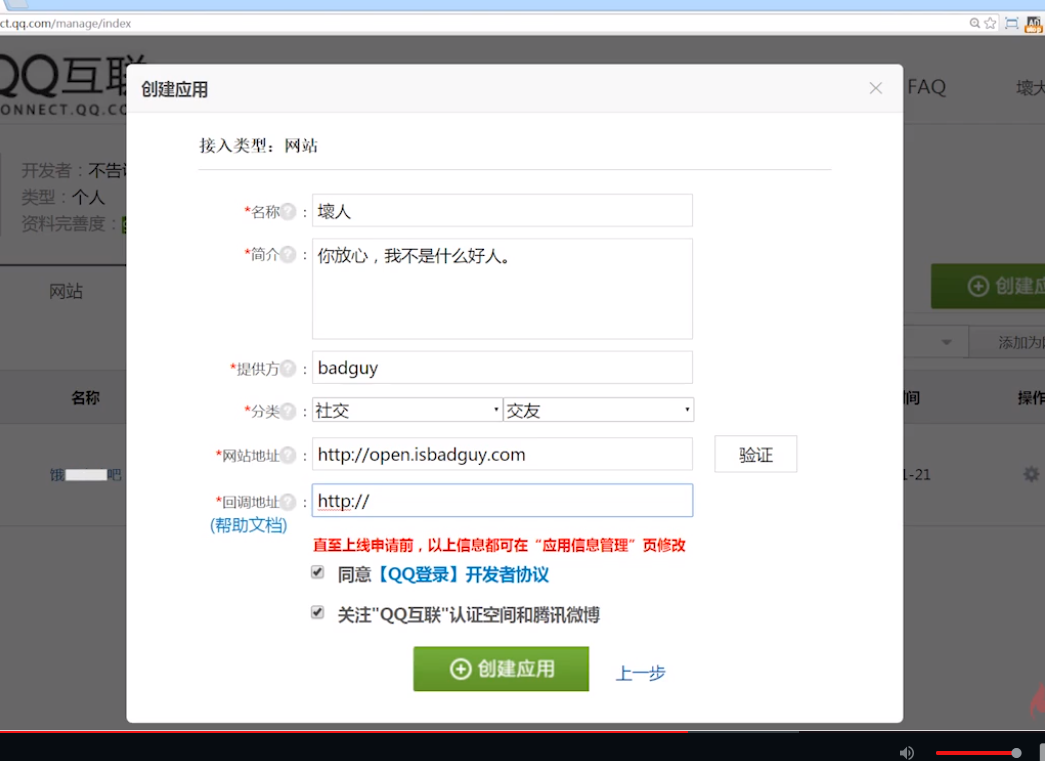 ct.qq.com/manage/index
QQ互联
CONNECT.QQ.CO
FAQ
壞大
创建应用
接入类型：网站
开发者：不告
类型：个人
资料完善度：
*名称 ：壞人
*简介 ：你放心，我不是什么好人。
网站
创建应
*提供方 ：badguy
添加为
名称
*分类 ：社交 交友
间
操作
*网站地址 ：http://open.isbadguy.com 验证
饿 吧
1-21
*回调地址 ：http://
(帮助文档)
直至上线申请前，以上信息都可在“应用信息管理”页修改
同意【QQ登录】开发者协议
关注"QQ互联"认证空间和腾讯微博
创建应用 上一步